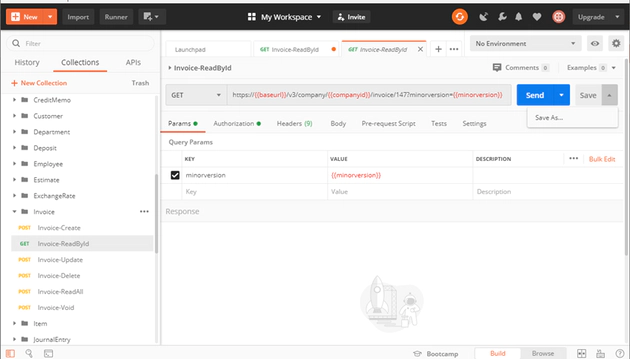 New Import Runner My Workspace Invite Upgrade
Filter
History Collections APIs
+ New Collection Trash
CreditMemo
Customer
Department
Deposit
Employee
Estimate
ExchangeRate
Invoice
POST Invoice-Create
GET Invoice-ReadById
POST Invoice-Update
POST Invoice-Delete
POST Invoice-ReadAll
POST Invoice-Void
Item
JournalEntry
Launchpad GET Invoice-ReadById GET Invoice-ReadById No Environment
Invoice-ReadById Comments 0 Examples 0
GET https://{{baseurl}}/v3/company/{{companyid}}/invoice/147?minorversion={{minorversion}} Send Save
Save As...
Params Authorization Headers (9) Body Pre-request Script Tests Settings
Query Params
KEY VALUE DESCRIPTION Bulk Edit
minorversion {{minorversion}}
Key Value Description
Response
Bootcamp Build Browse